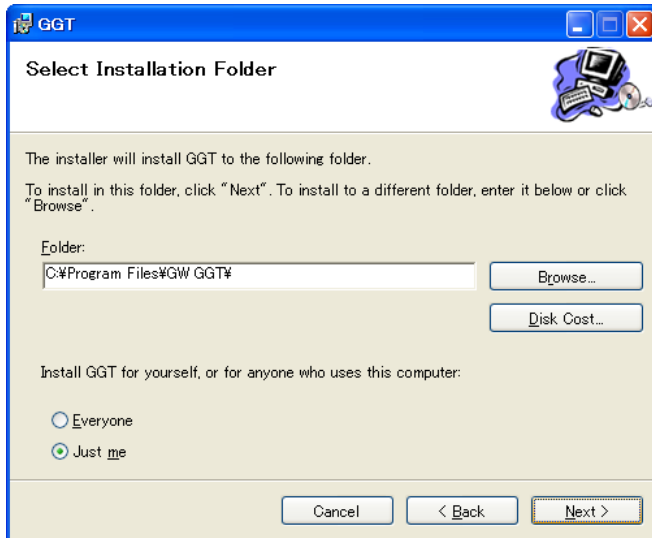 GGT
Select Installation Folder
The installer will install GGT to the following folder.
To install in this folder, click "Next". To install to a different folder, enter it below or click
"Browse".
Folder:
C:¥Program Files¥GW GGT¥
Browse...
Disk Cost...
Install GGT for yourself, or for anyone who uses this computer:
Everyone
Just me
Cancel
< Back
Next >